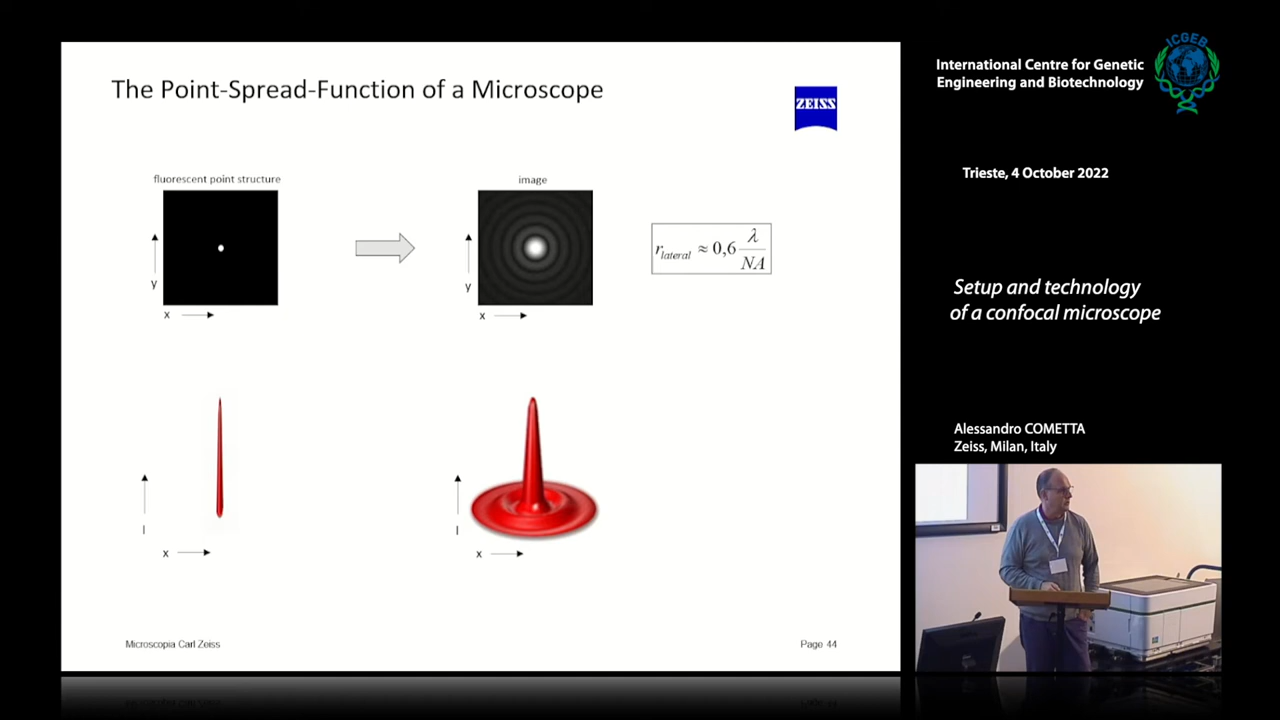 The Point-Spread-Function of a Microscope
ZEISS
fluorescent point structure
image
y
x
y
x
r_lateral ≈ 0,6 λ/NA
I
x
I
x
Microscopia Carl Zeiss
Page 44
International Centre for Genetic
Engineering and Biotechnology
ICGEB
Trieste, 4 October 2022
Setup and technology
of a confocal microscope
Alessandro COMETTA
Zeiss, Milan, Italy